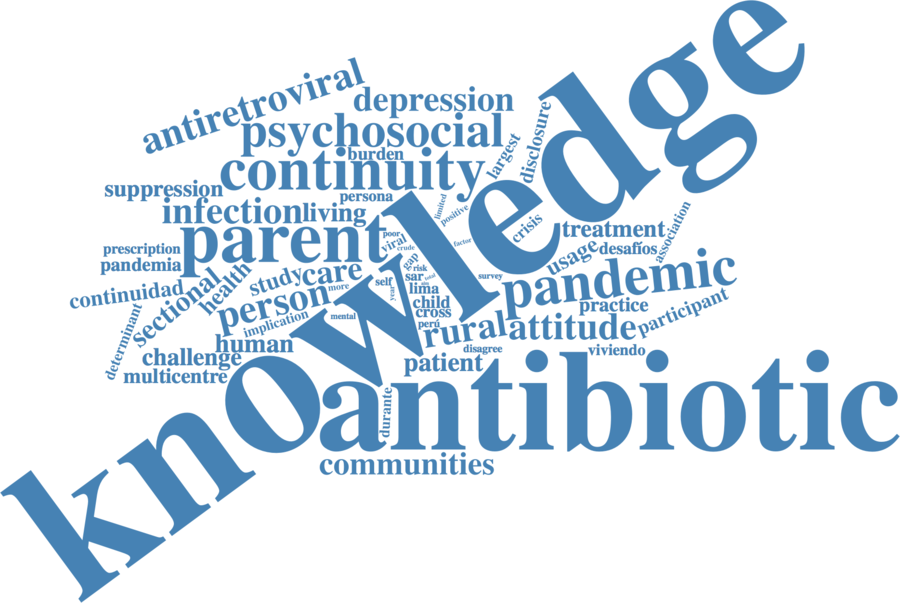 knowledge
antiretroviral
depression
psychosocial
disclosure
largest
burden
continuity
suppression
persona
limited
positive
infection
living
crisis
treatment
association
parent
poor
viral
crude
factor
usage
desafíos
prescription
pandemia
gap
risk
sar
survey
pandemic
continuidad
sectional
health
study
care
more
self
year
lima
child
practice
participant
person
implication
mental
cross
perú
rural
attitude
determinant
human
disagree
viviendo
challenge
patient
multicentre
antibiotic
durante
communities